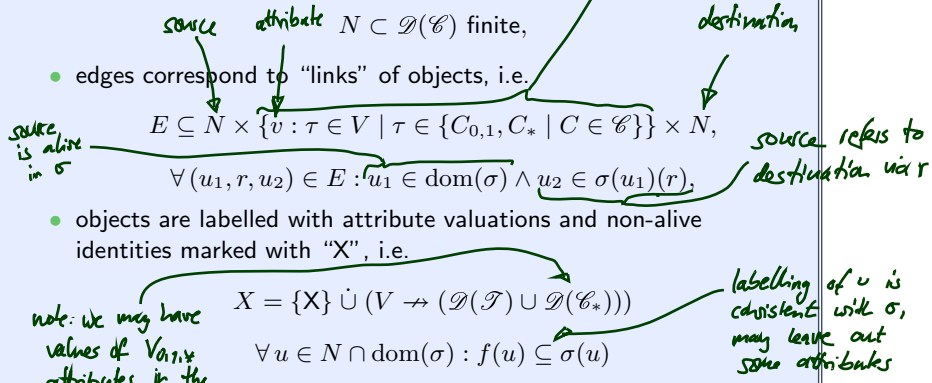 source attribute N ⊂ 𝒟(𝒞) finite, destination
• edges correspond to “links” of objects, i.e.
E ⊆ N × {v : τ ∈ V | τ ∈ {C₀,₁, C∗ | C ∈ 𝒞}} × N,
source
is alive
in σ
∀ (u₁, r, u₂) ∈ E : u₁ ∈ dom(σ) ∧ u₂ ∈ σ(u₁)(r),
source refers to
destination via r
• objects are labelled with attribute valuations and non-alive
identities marked with “X”, i.e.
X = {X} ∪̇ (V ⇸ (𝒟(𝒯) ∪ 𝒟(𝒞∗)))
note: we may have
values of V₀,₁,∗
attributes in the
∀ u ∈ N ∩ dom(σ) : f(u) ⊆ σ(u)
labelling of u is
consistent with σ,
may leave out
some attributes